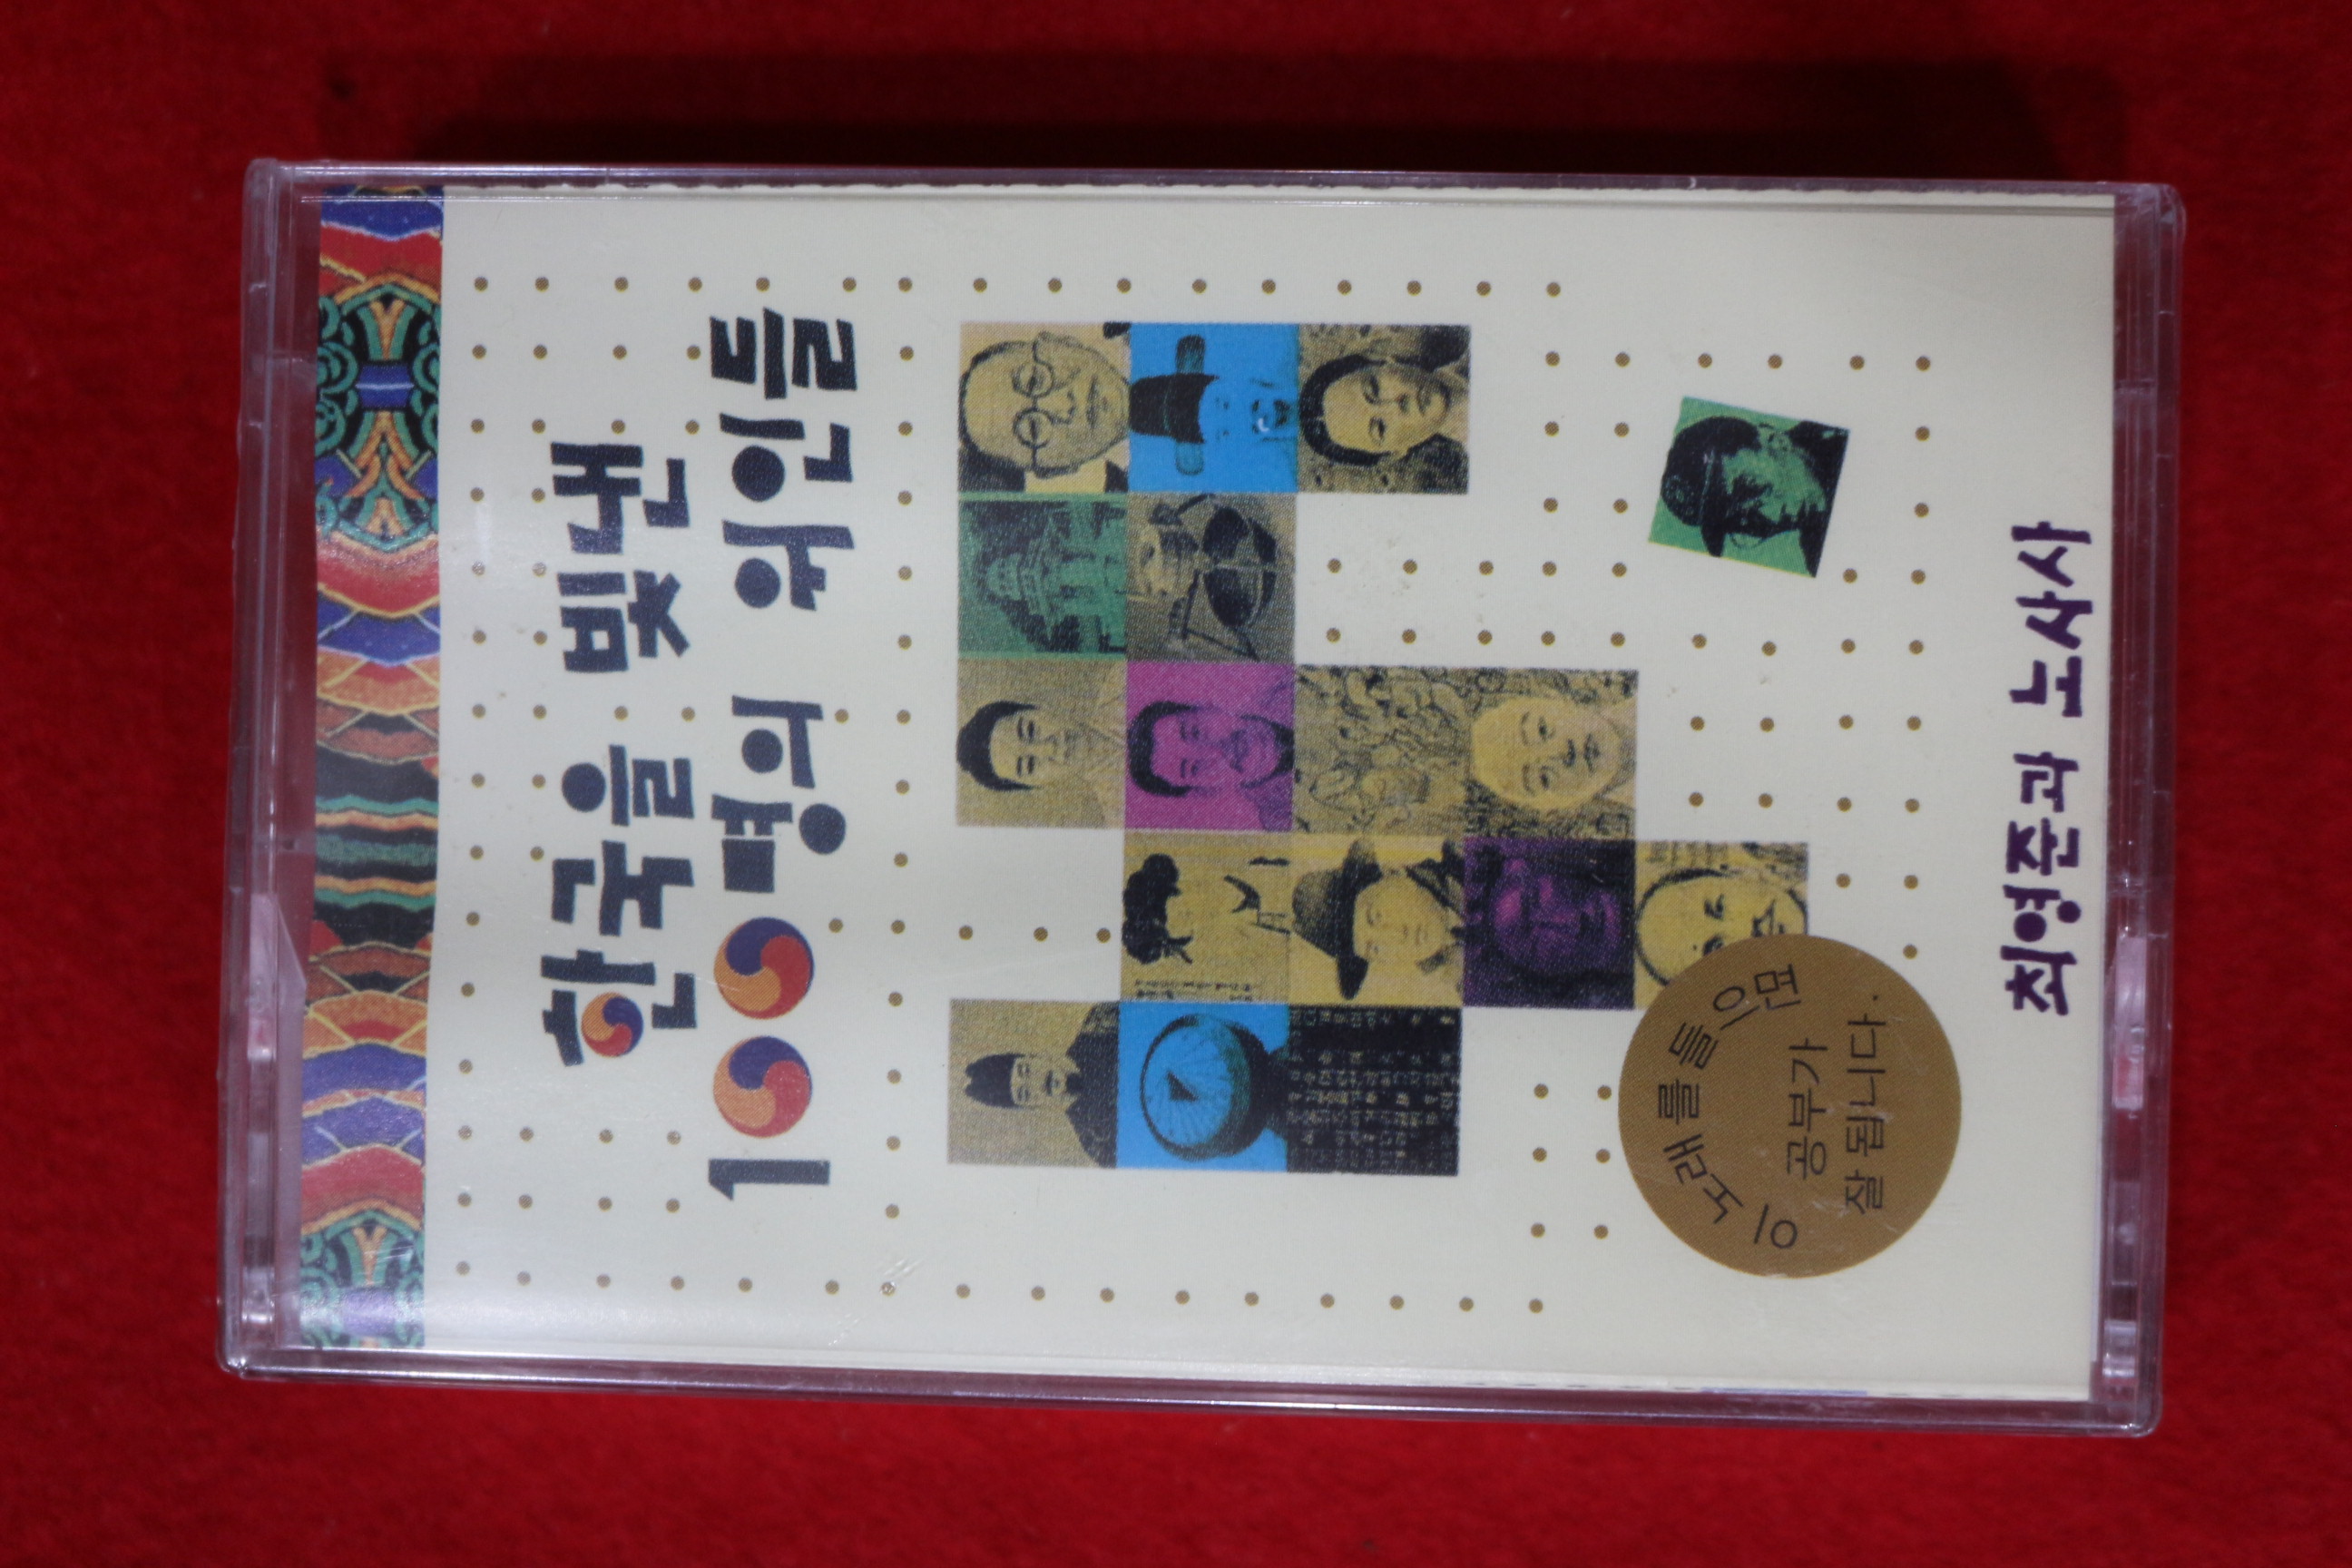 한국을 빛낸
100명의 위인들
이 노래를 들으면
공부가
잘 됩니다.
최영준과 노사사